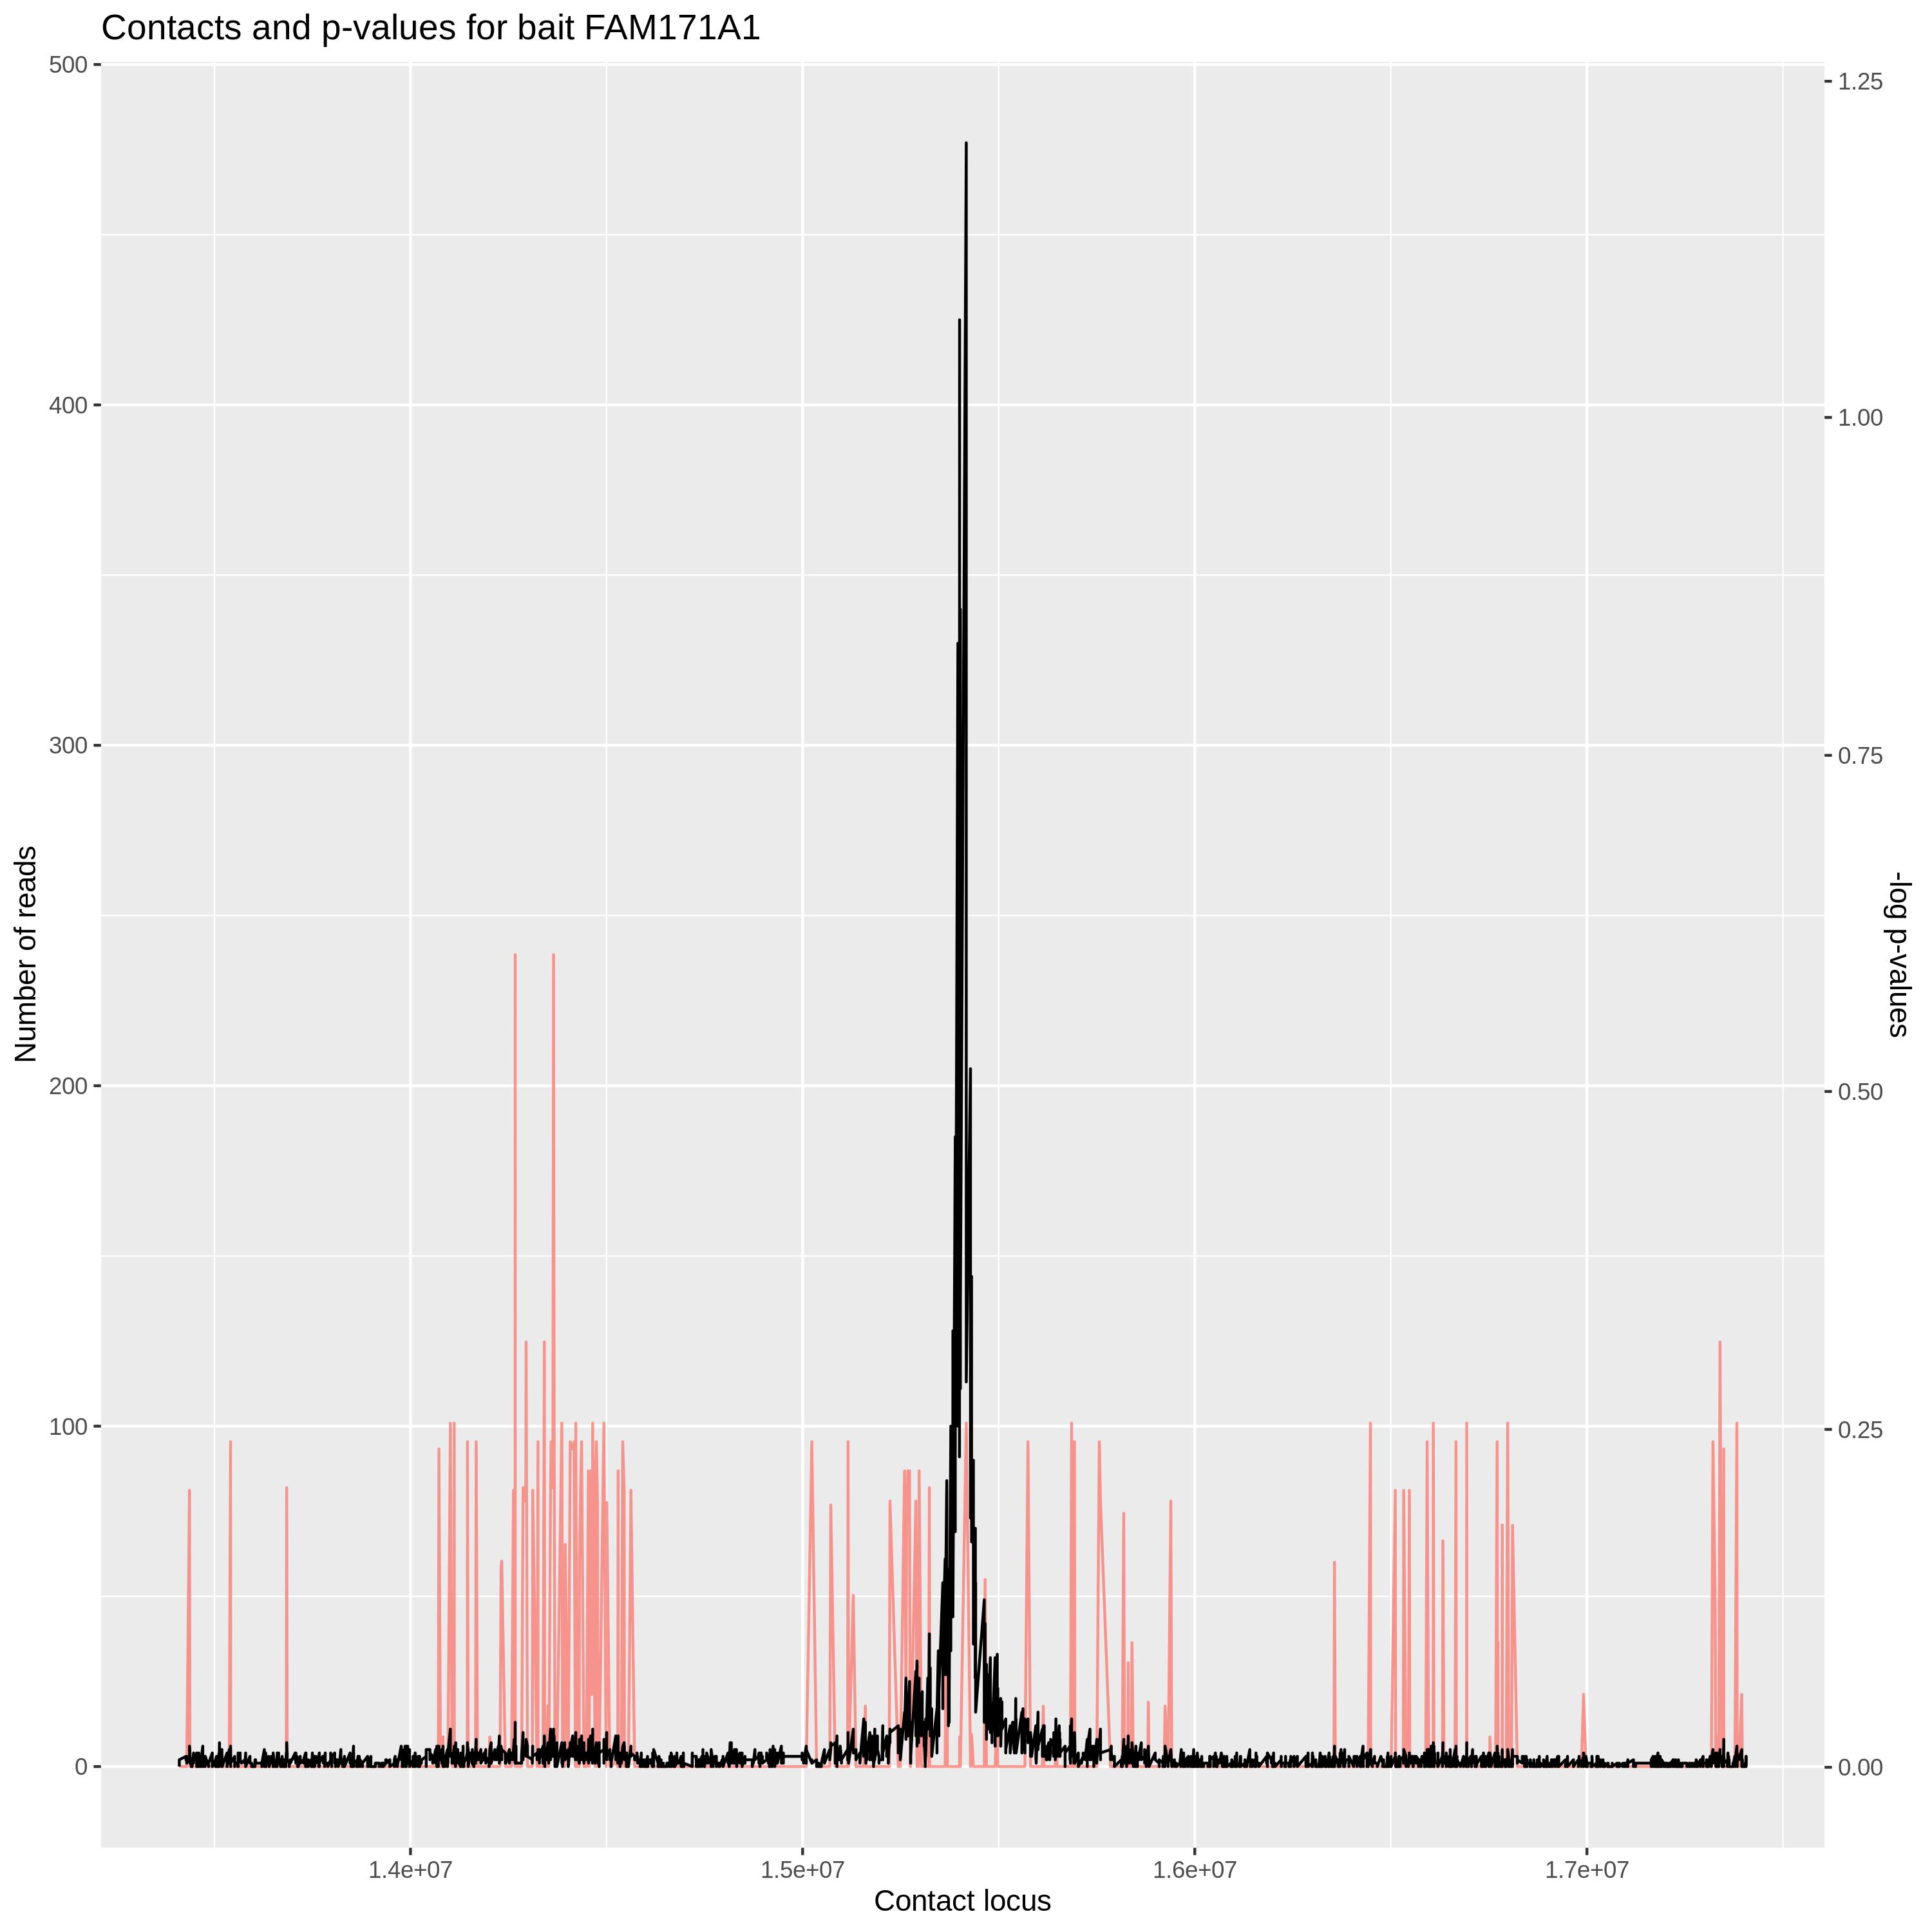 Contacts and p-values for bait FAM171A1
500
400
300
200
100
0
Number of reads
1.25
1.00
0.75
0.50
0.25
0.00
-log p-values
1.4e+07 1.5e+07 1.6e+07 1.7e+07
Contact locus